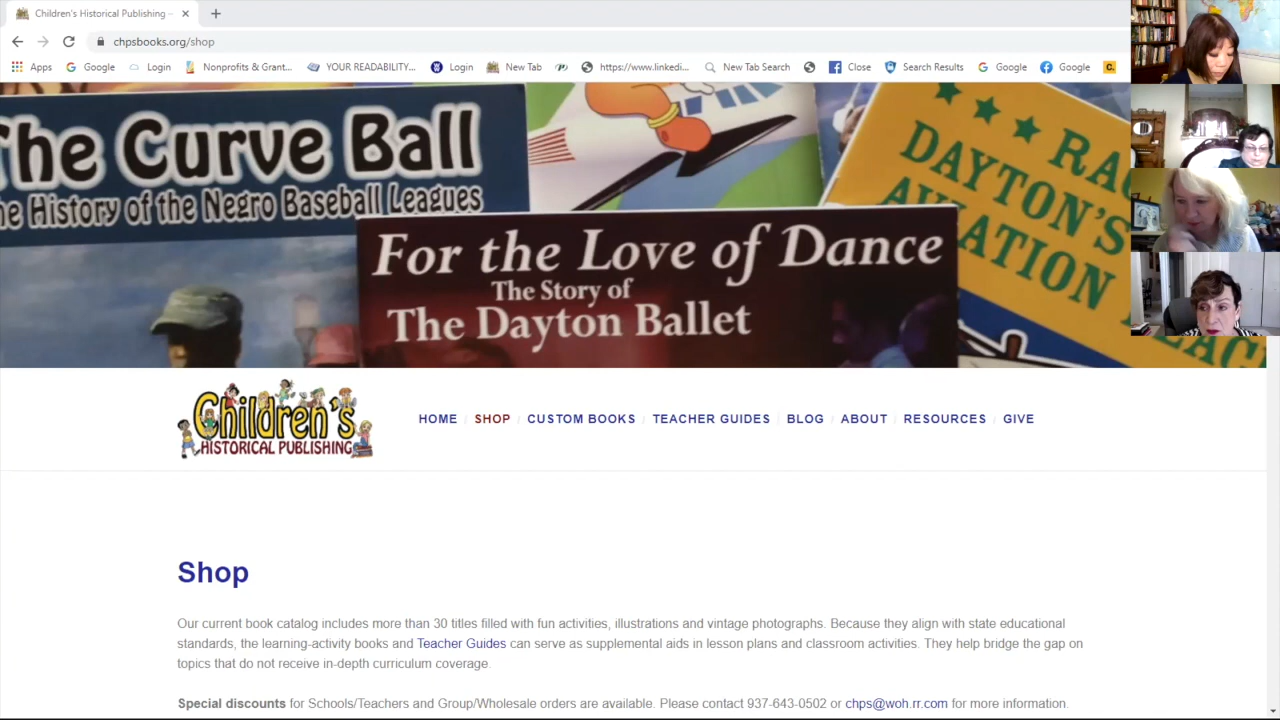 Children's Historical Publishing –
chpsbooks.org/shop
Apps Google Login Nonprofits & Grant... YOUR READABILITY... Login New Tab https://www.linkedi... New Tab Search Close Search Results Google Google
The Curve Ball
The History of the Negro Baseball Leagues
RAC
DAYTON'S
AVIATION
For the Love of Dance
The Story of
The Dayton Ballet
Children's
HISTORICAL PUBLISHING
HOME / SHOP / CUSTOM BOOKS / TEACHER GUIDES / BLOG / ABOUT / RESOURCES / GIVE
Shop
Our current book catalog includes more than 30 titles filled with fun activities, illustrations and vintage photographs. Because they align with state educational
standards, the learning-activity books and Teacher Guides can serve as supplemental aids in lesson plans and classroom activities. They help bridge the gap on
topics that do not receive in-depth curriculum coverage.
Special discounts for Schools/Teachers and Group/Wholesale orders are available. Please contact 937-643-0502 or chps@woh.rr.com for more information.